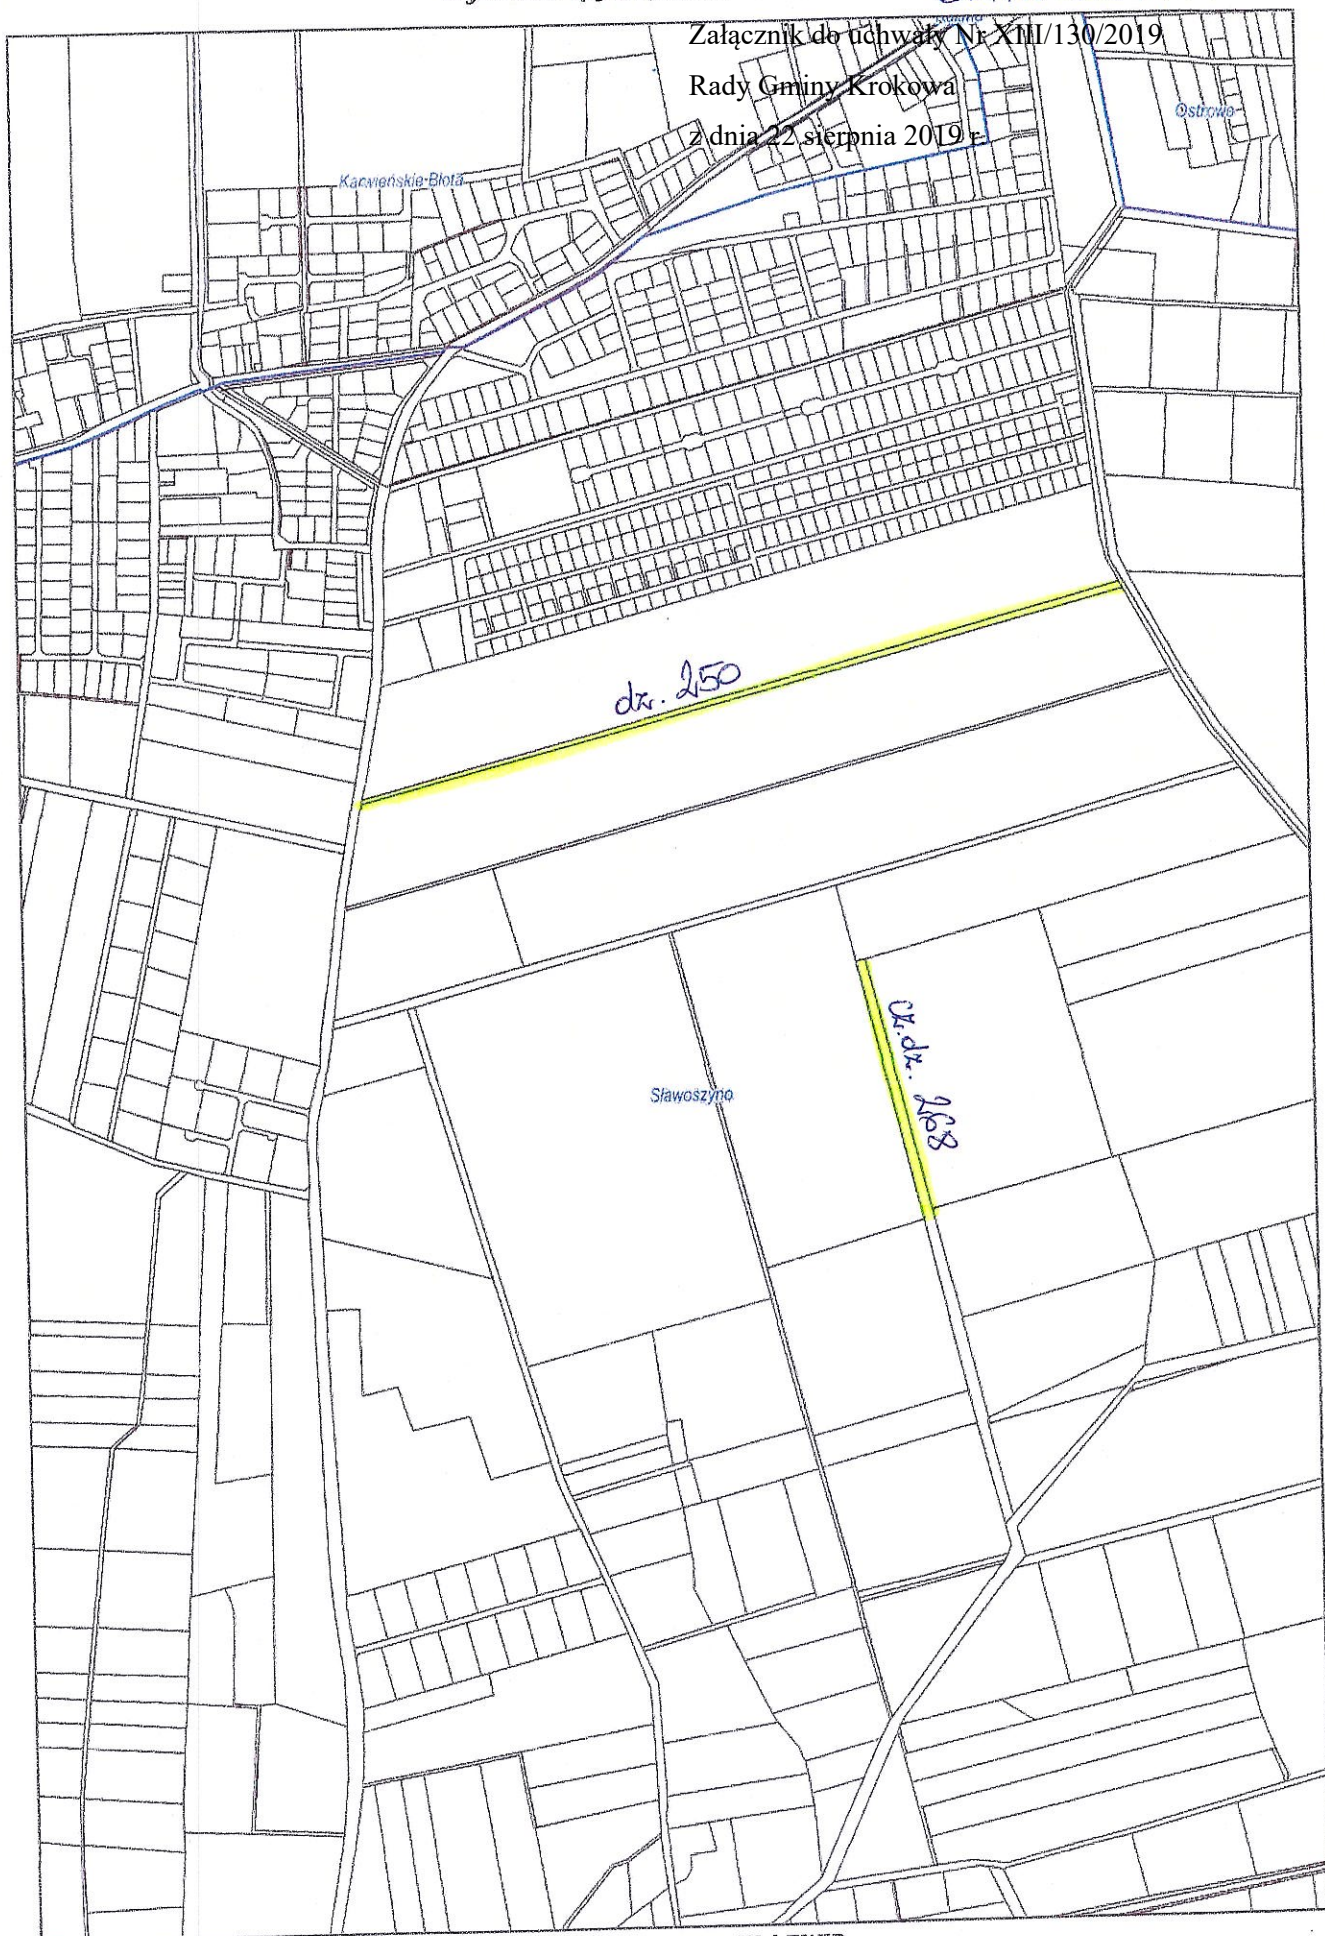 Załącznik do uchwały Nr XIII/130/2019
Rady Gminy Krokowa
z dnia 22 sierpnia 2019 r.
Ostrowo
Karwieńskie Błota
dz. 250
cz. dz. 268
Sławoszyno